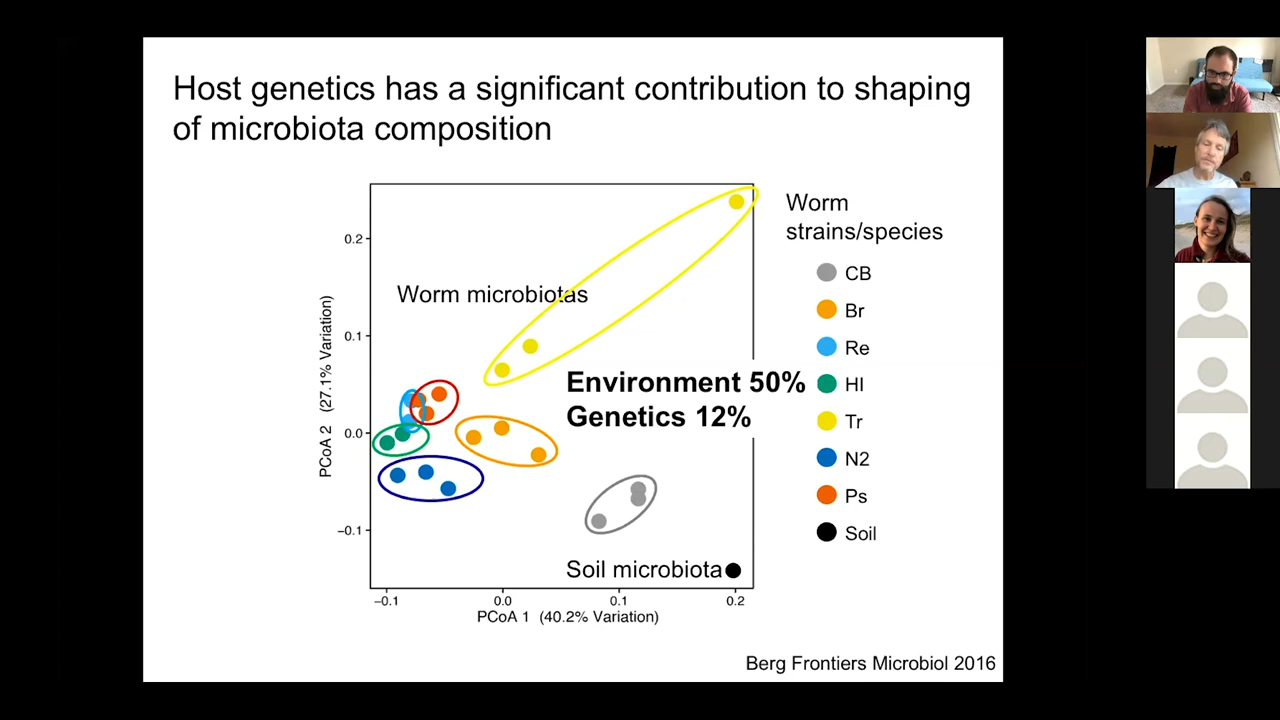 Host genetics has a significant contribution to shaping
of microbiota composition
Worm microbiotas
Environment 50%
Genetics 12%
Soil microbiota
0.2
0.1
0.0
−0.1
PCoA 2 (27.1% Variation)
−0.1
0.0
0.1
0.2
PCoA 1 (40.2% Variation)
Worm
strains/species
CB
Br
Re
HI
Tr
N2
Ps
Soil
Berg Frontiers Microbiol 2016